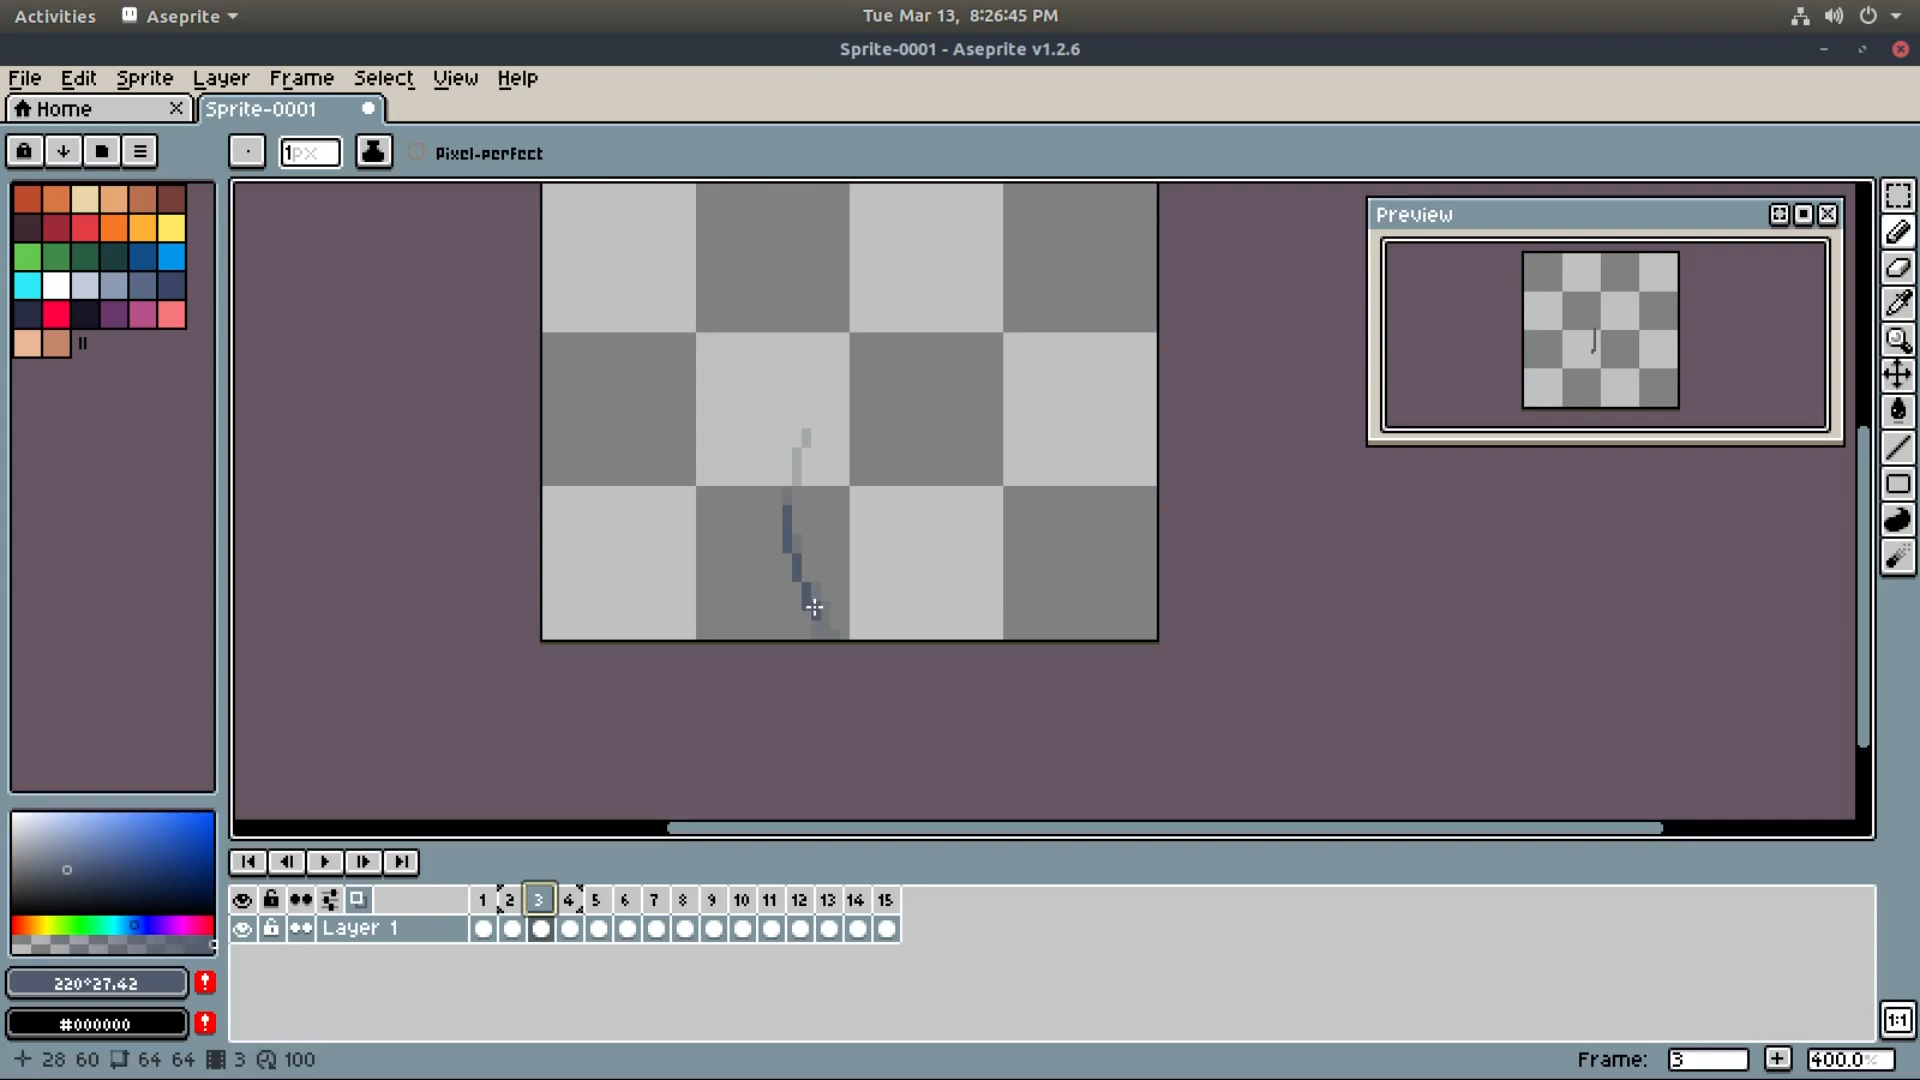 Activities Aseprite Tue Mar 13, 8:26:45 PM
Sprite-0001 - Aseprite v1.2.6
File Edit Sprite Layer Frame Select View Help
Home Sprite-0001
1px Pixel-perfect
Preview
1 2 3 4 5 6 7 8 9 10 11 12 13 14 15
Layer 1
220°27.42
#000000
1:1
28 60 64 64 3 100 Frame: 3 400.0%